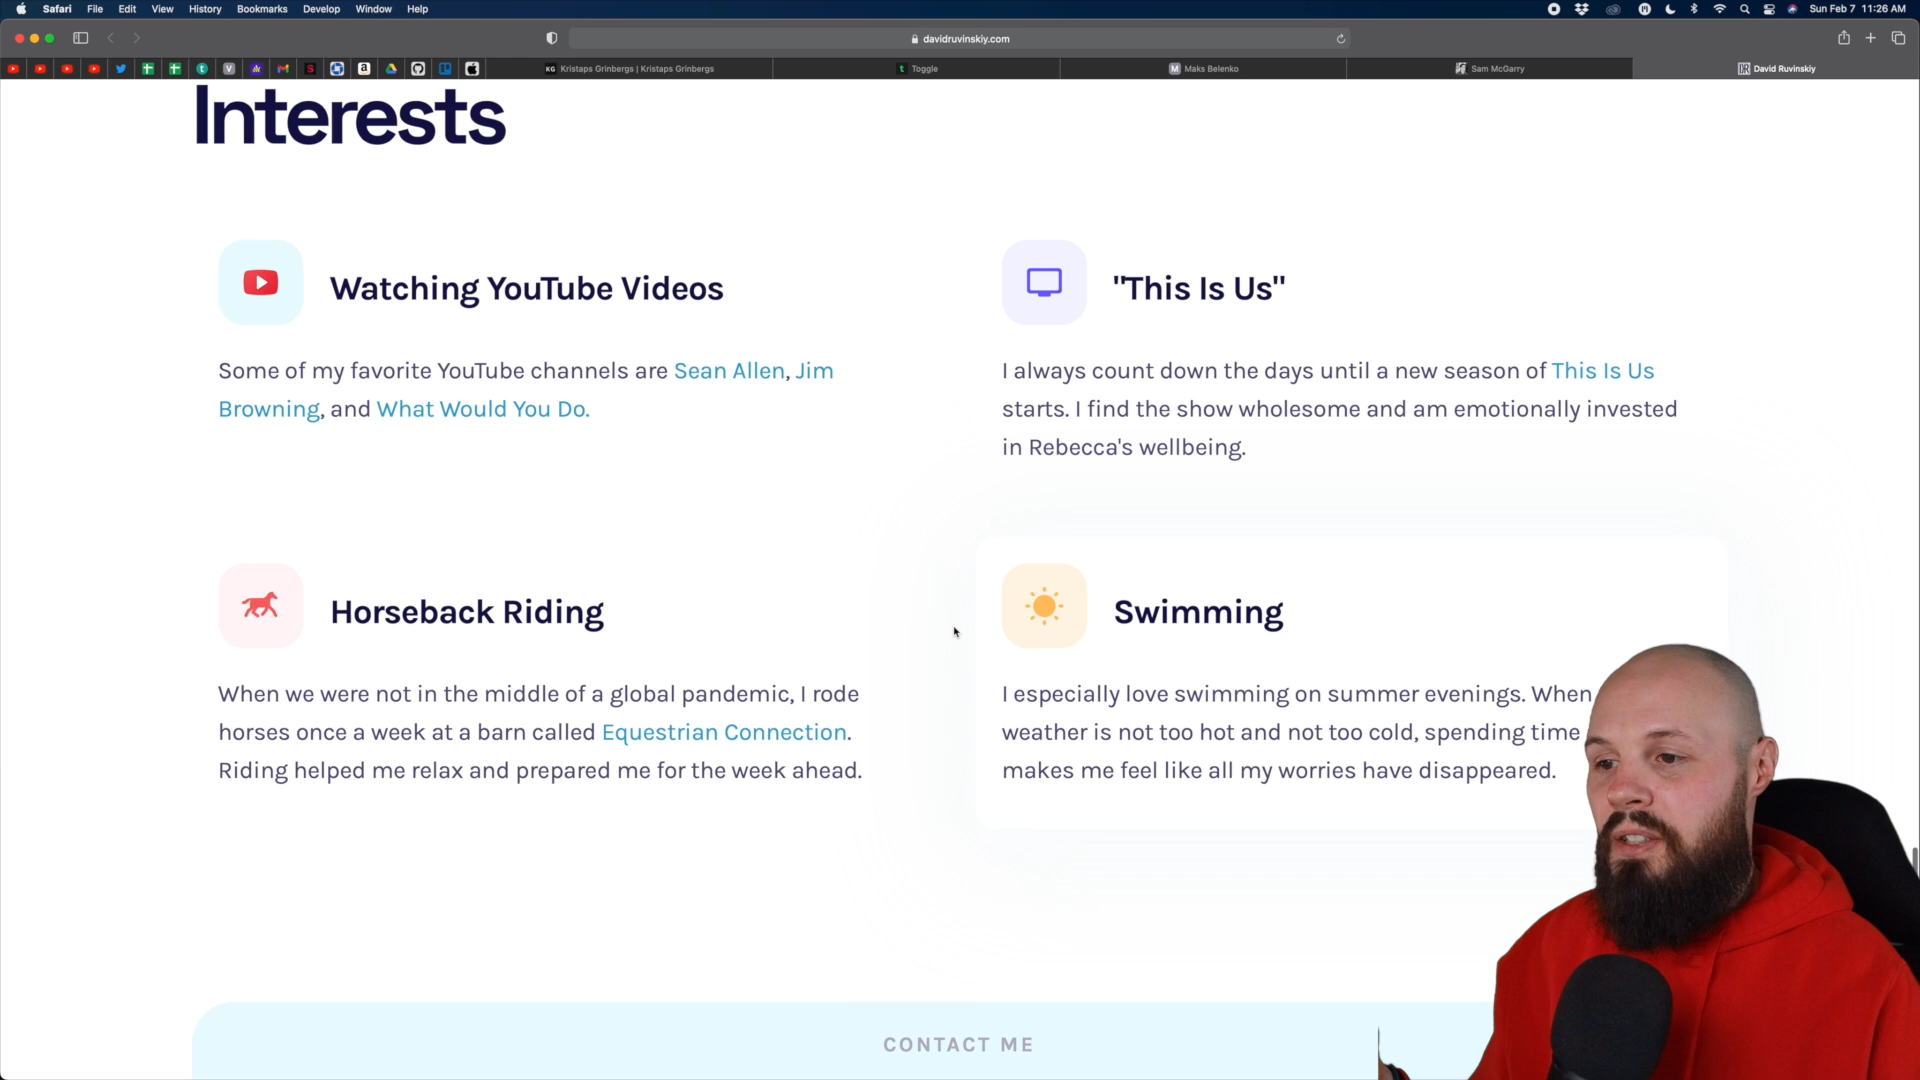 Safari File Edit View History Bookmarks Develop Window Help Sun Feb 7 11:26 AM
davidruvinskiy.com
KG Kristaps Grinbergs | Kristaps Grinbergs t Toggle M Maks Belenko Sam McGarry DR David Ruvinskiy
Interests
Watching YouTube Videos
Some of my favorite YouTube channels are Sean Allen, Jim
Browning, and What Would You Do.
"This Is Us"
I always count down the days until a new season of This Is Us
starts. I find the show wholesome and am emotionally invested
in Rebecca's wellbeing.
Horseback Riding
When we were not in the middle of a global pandemic, I rode
horses once a week at a barn called Equestrian Connection.
Riding helped me relax and prepared me for the week ahead.
Swimming
I especially love swimming on summer evenings. When
weather is not too hot and not too cold, spending time
makes me feel like all my worries have disappeared.
CONTACT ME